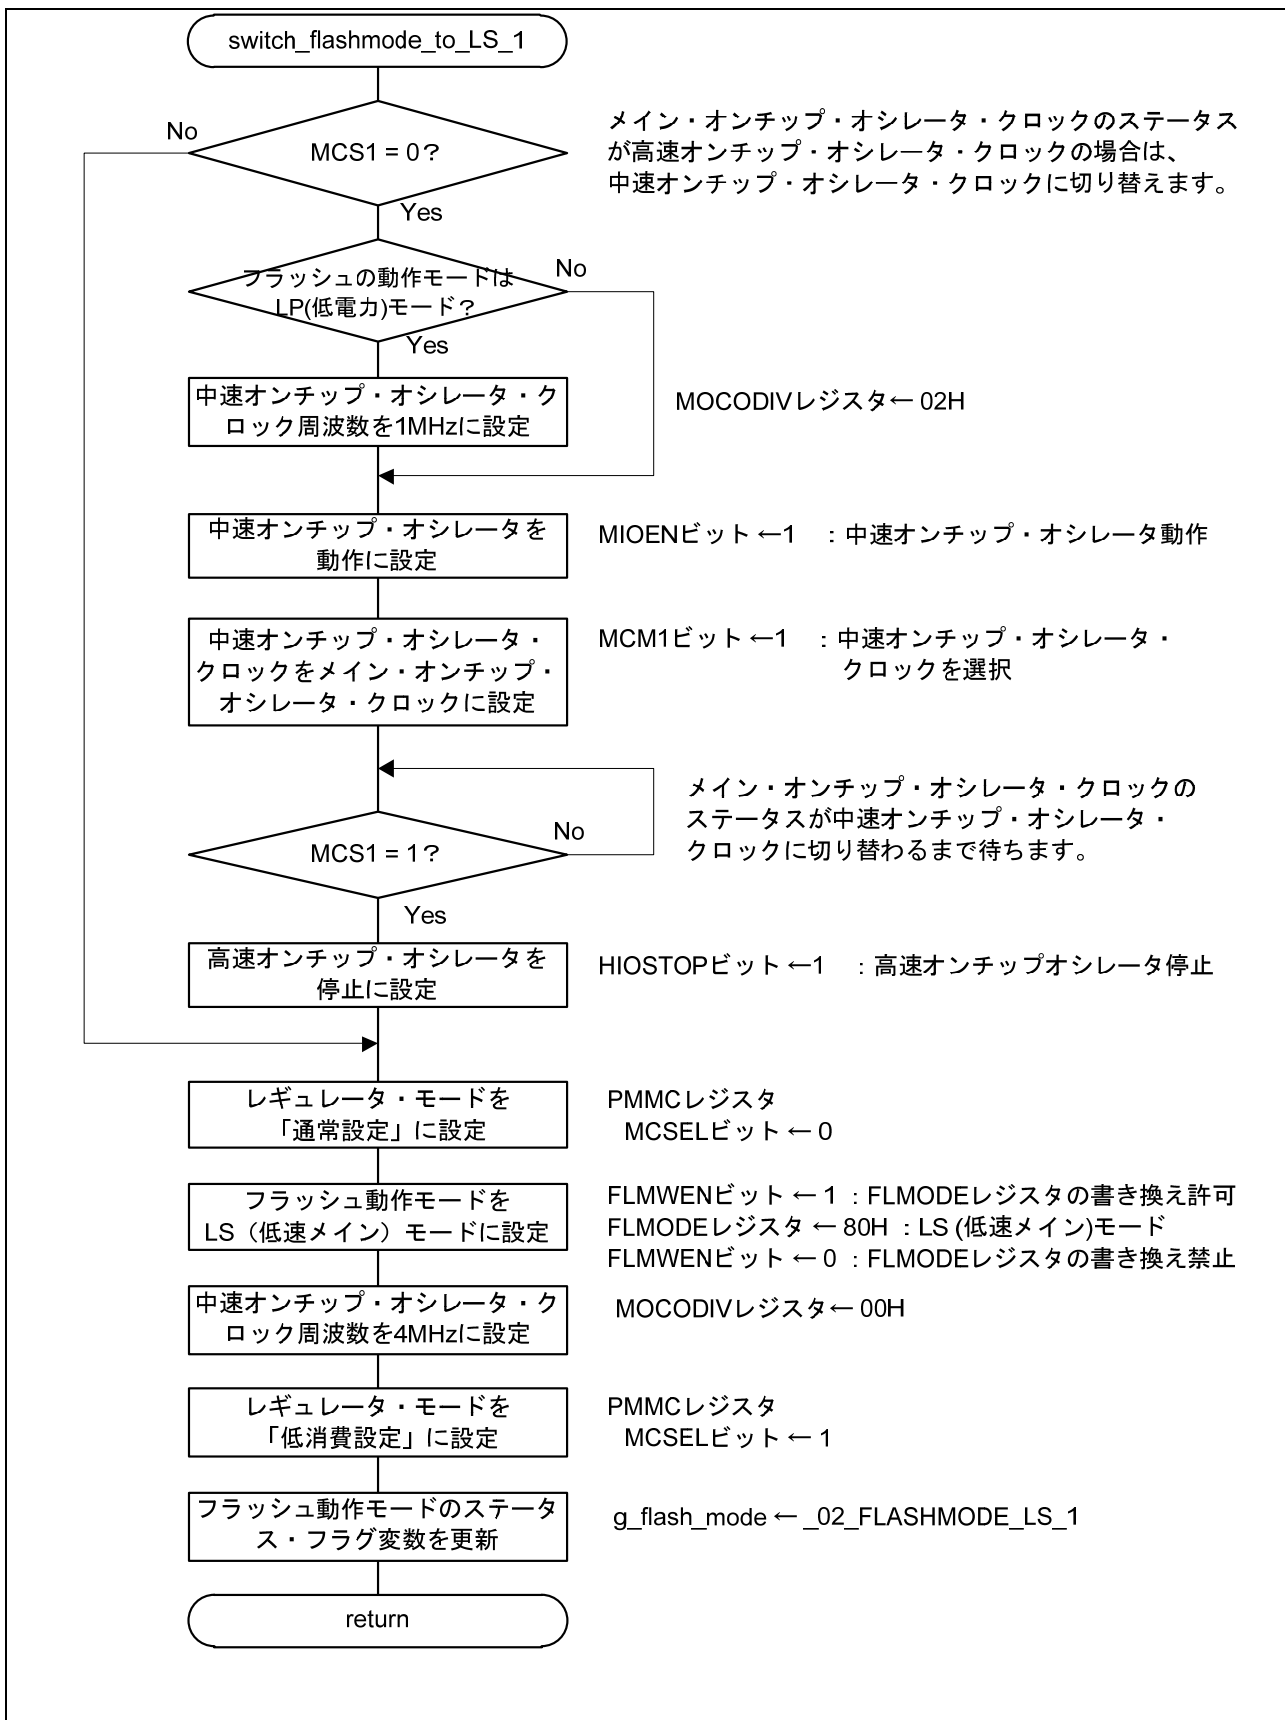 switch_flashmode_to_LS_1
No
MCS1 = 0?
メイン・オンチップ・オシレータ・クロックのステータス
が高速オンチップ・オシレータ・クロックの場合は、
中速オンチップ・オシレータ・クロックに切り替えます。
Yes
フラッシュの動作モードは
LP(低電力)モード?
No
Yes
中速オンチップ・オシレータ・ク
ロック周波数を1MHzに設定
MOCODIVレジスタ← 02H
中速オンチップ・オシレータを
動作に設定
MIOENビット ←1 :中速オンチップ・オシレータ動作
中速オンチップ・オシレータ・
クロックをメイン・オンチップ・
オシレータ・クロックに設定
MCM1ビット ←1 :中速オンチップ・オシレータ・
クロックを選択
メイン・オンチップ・オシレータ・クロックの
ステータスが中速オンチップ・オシレータ・
クロックに切り替わるまで待ちます。
MCS1 = 1?
No
Yes
高速オンチップ・オシレータを
停止に設定
HIOSTOPビット ←1 :高速オンチップオシレータ停止
レギュレータ・モードを
「通常設定」に設定
PMMCレジスタ
MCSELビット ← 0
フラッシュ動作モードを
LS(低速メイン)モードに設定
FLMWENビット ← 1 :FLMODEレジスタの書き換え許可
FLMODEレジスタ ← 80H :LS (低速メイン)モード
FLMWENビット ← 0 :FLMODEレジスタの書き換え禁止
中速オンチップ・オシレータ・ク
ロック周波数を4MHzに設定
MOCODIVレジスタ← 00H
レギュレータ・モードを
「低消費設定」に設定
PMMCレジスタ
MCSELビット ← 1
フラッシュ動作モードのステータ
ス・フラグ変数を更新
g_flash_mode ← _02_FLASHMODE_LS_1
return